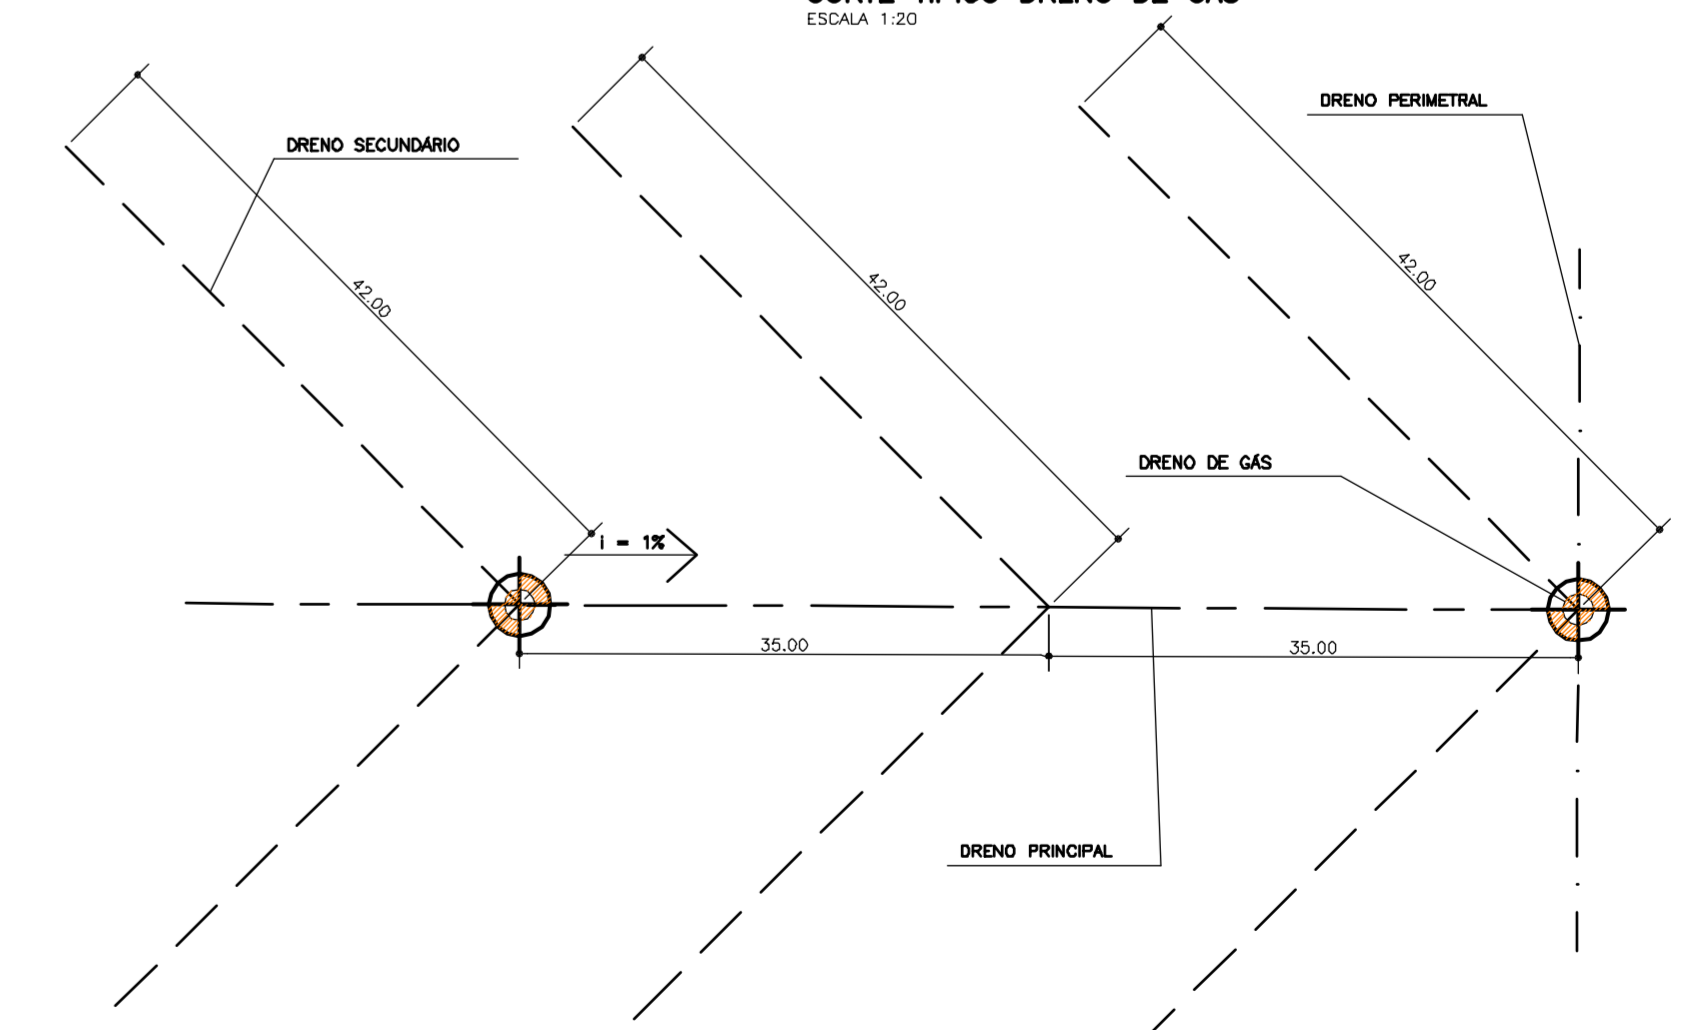 ESCALA 1:20
DRENO PERIMETRAL
DRENO SECUNDÁRIO
42.00
42.00
42.00
DRENO DE GÁS
i = 1%
35.00
35.00
DRENO PRINCIPAL